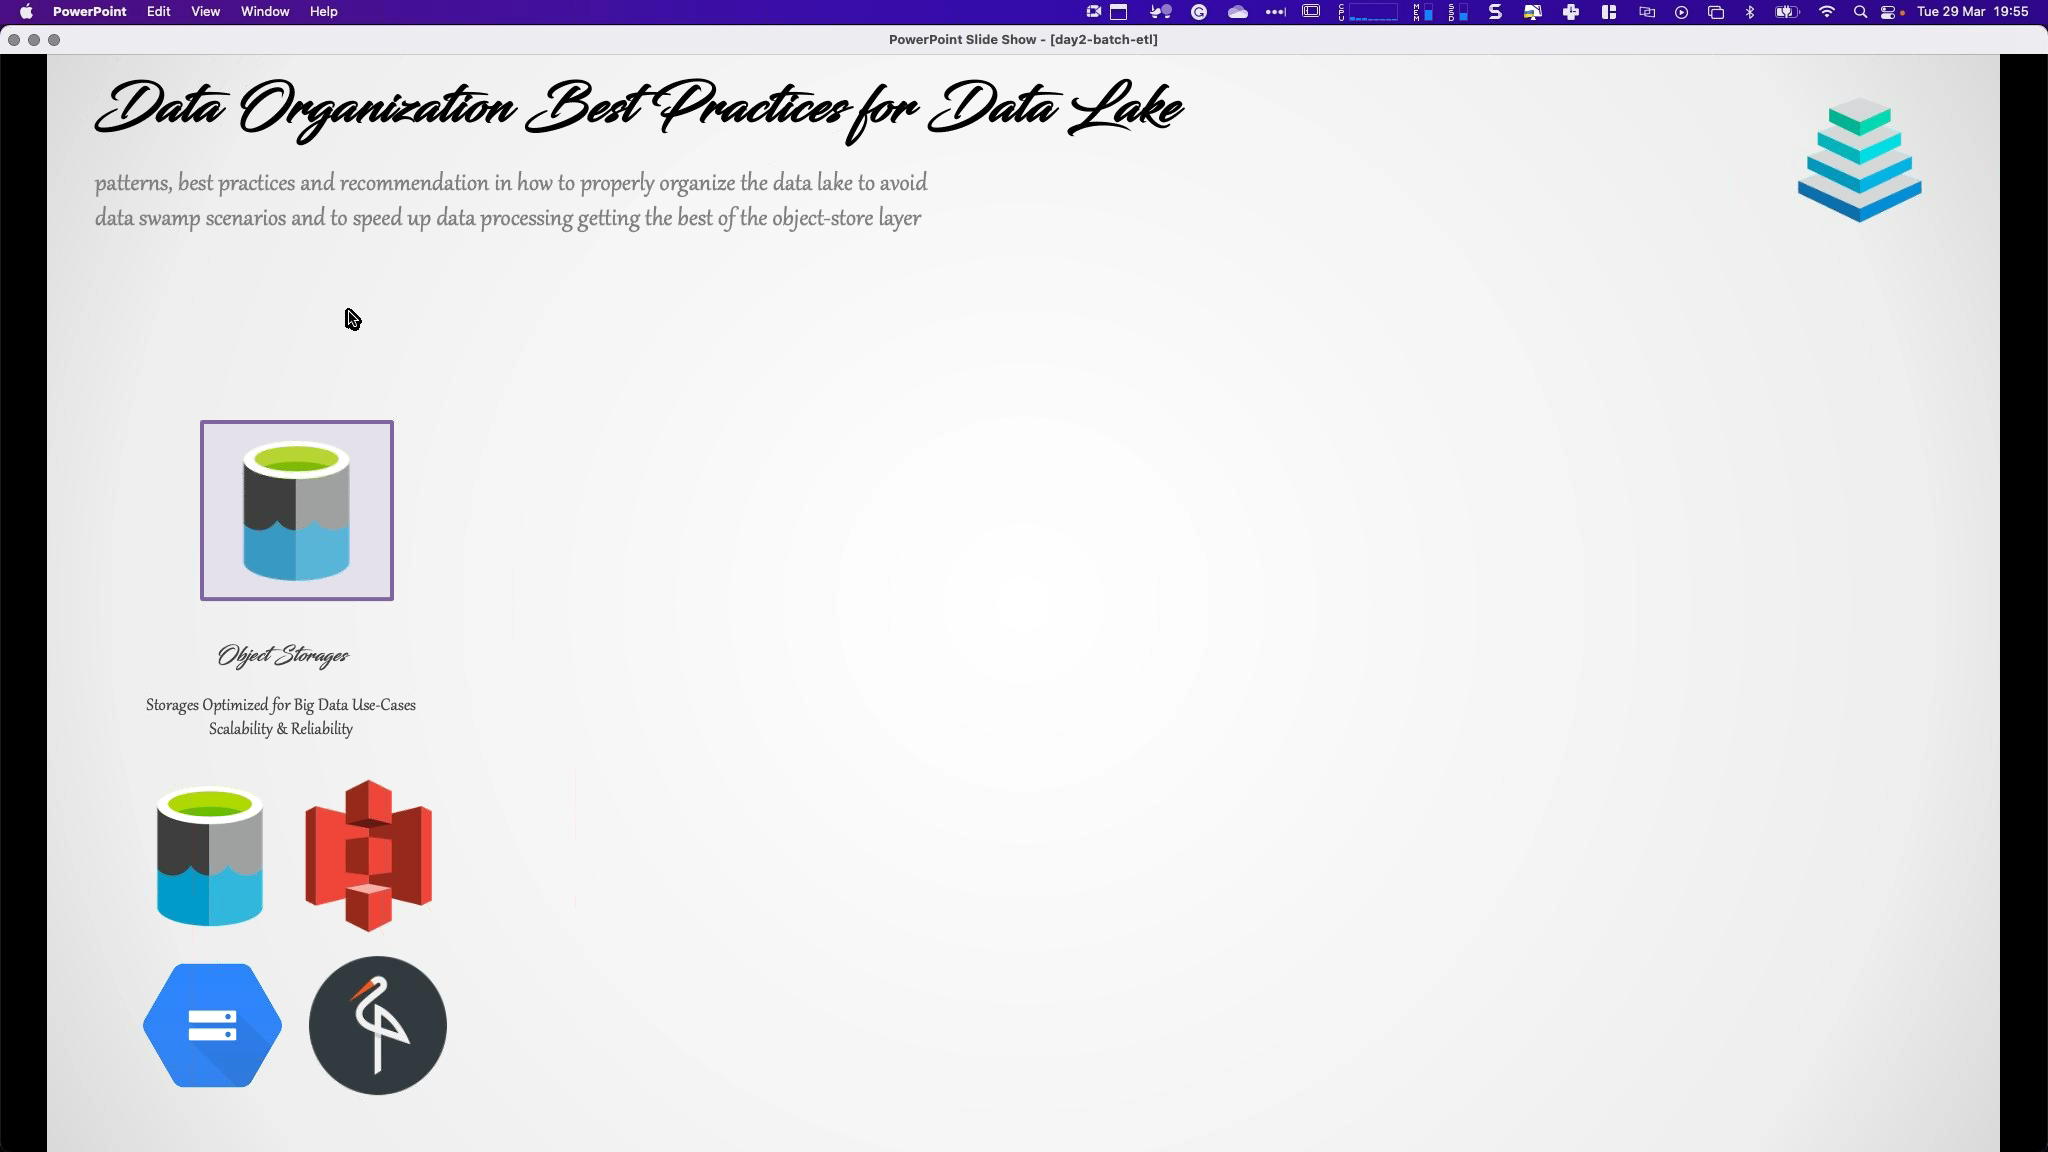 PowerPoint Edit View Window Help
CPU MEM SSD Tue 29 Mar 19:55
PowerPoint Slide Show - [day2-batch-etl]
Data Organization Best Practices for Data Lake
patterns, best practices and recommendation in how to properly organize the data lake to avoid
data swamp scenarios and to speed up data processing getting the best of the object-store layer
Object Storages
Storages Optimized for Big Data Use-Cases
Scalability & Reliability